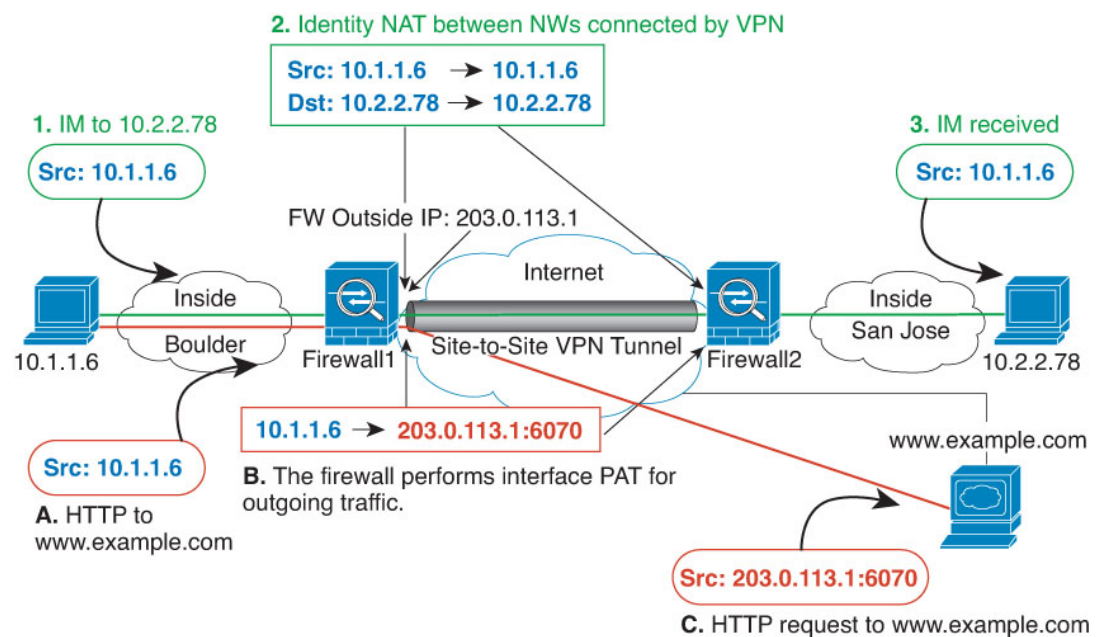 2. Identity NAT between NWs connected by VPN
Src: 10.1.1.6 → 10.1.1.6
Dst: 10.2.2.78 → 10.2.2.78
1. IM to 10.2.2.78
Src: 10.1.1.6
3. IM received
Src: 10.1.1.6
FW Outside IP: 203.0.113.1
Internet
Inside
Boulder
Inside
San Jose
10.1.1.6
Firewall1
Site-to-Site VPN Tunnel
Firewall2
10.2.2.78
10.1.1.6 → 203.0.113.1:6070
B. The firewall performs interface PAT for
outgoing traffic.
Src: 10.1.1.6
A. HTTP to
www.example.com
www.example.com
Src: 203.0.113.1:6070
C. HTTP request to www.example.com